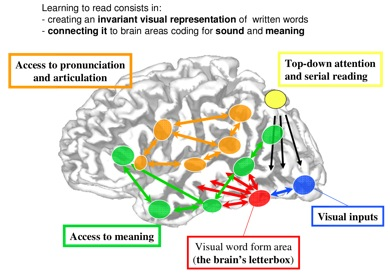 Learning to read consists in:
- creating an invariant visual representation of written words
- connecting it to brain areas coding for sound and meaning
Access to pronunciation
and articulation
Top-down attention
and serial reading
Access to meaning
Visual inputs
Visual word form area
(the brain's letterbox)